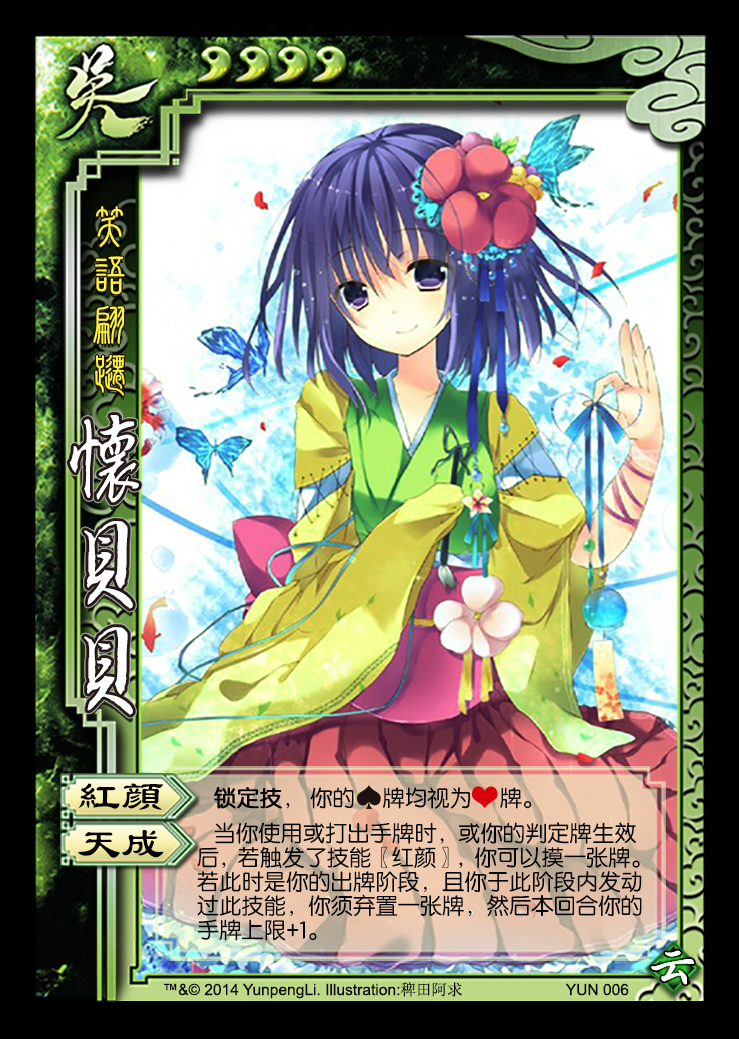 吴
笑語翩躚
懷貝貝
紅顔
锁定技，你的♠牌均视为♥牌。
天成
当你使用或打出手牌时，或你的判定牌生效
后，若触发了技能〖红颜〗，你可以摸一张牌。
若此时是你的出牌阶段，且你于此阶段内发动
过此技能，你须弃置一张牌，然后本回合你的
手牌上限+1。
云
™&© 2014 YunpengLi. Illustration:稗田阿求
YUN 006